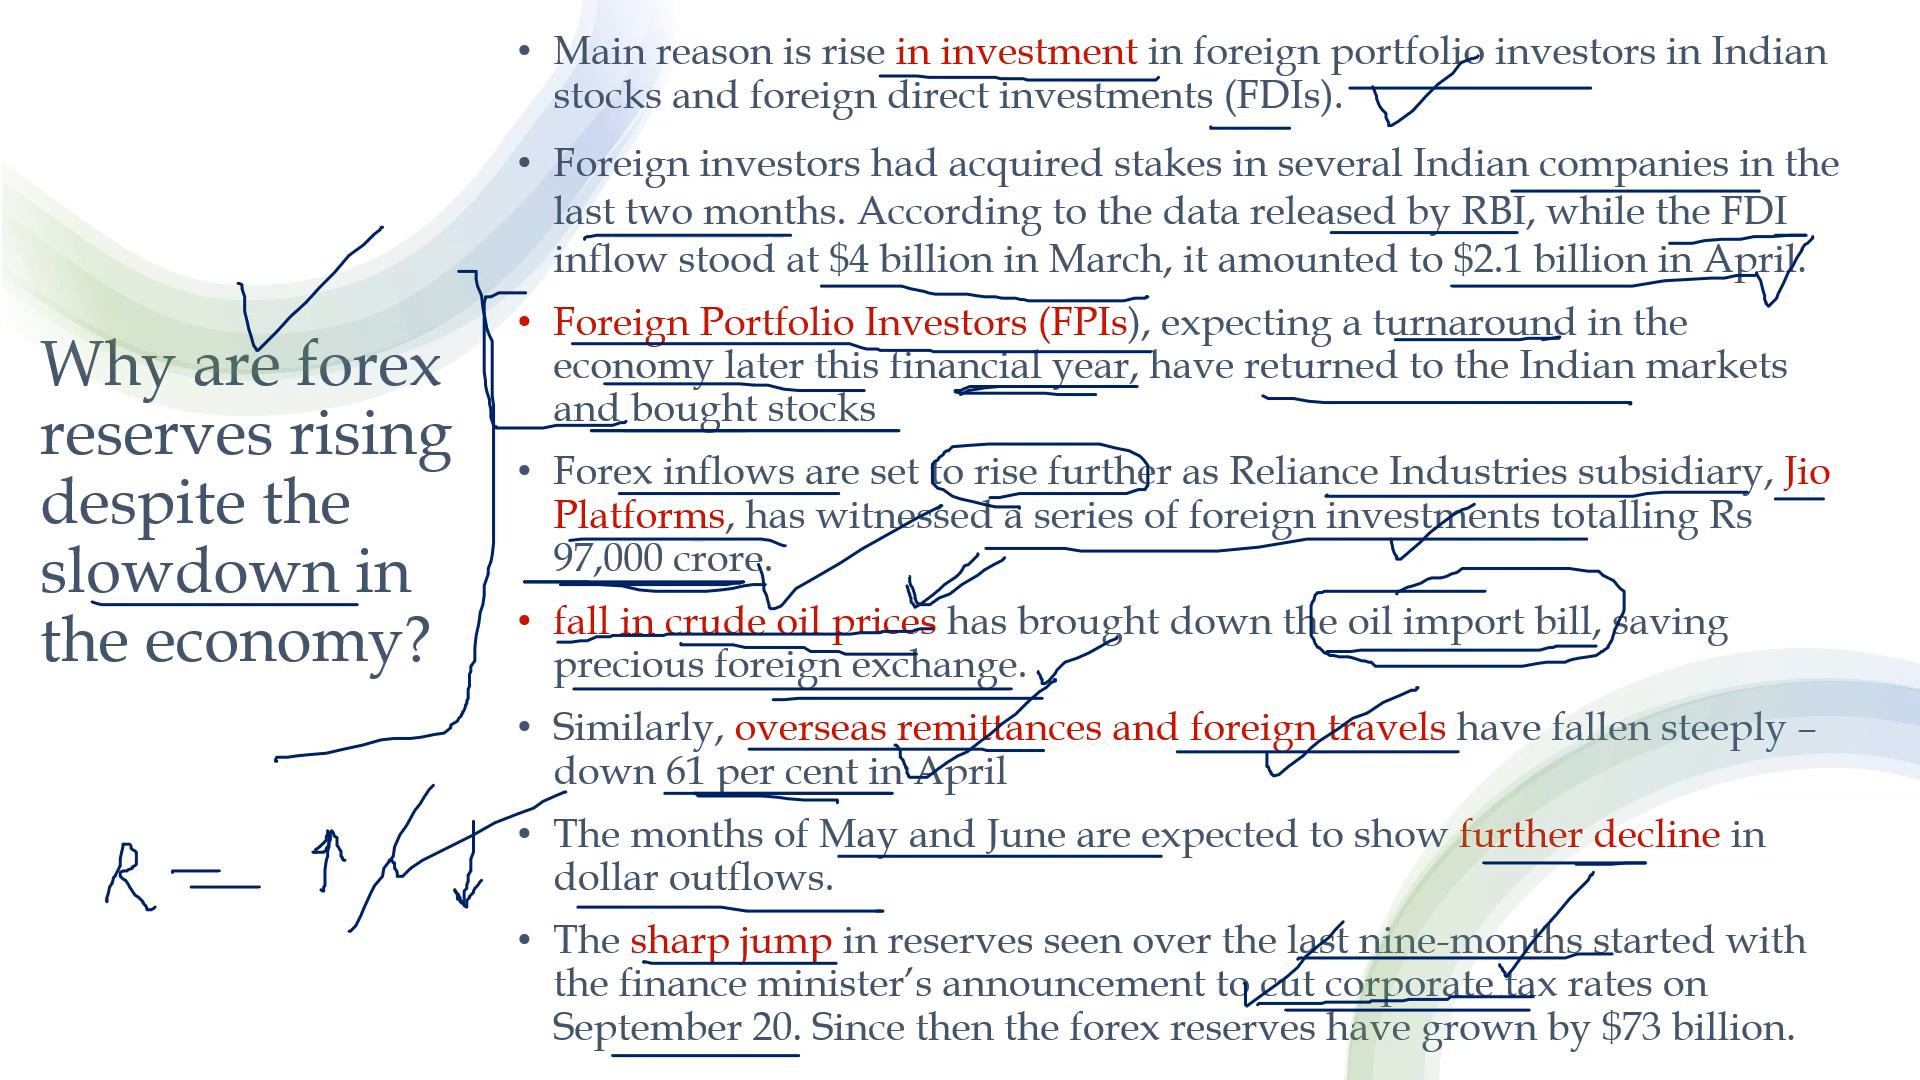 Why are forex
reserves rising
despite the
slowdown in
the economy?
• Main reason is rise in investment in foreign portfolio investors in Indian
stocks and foreign direct investments (FDIs).
• Foreign investors had acquired stakes in several Indian companies in the
last two months. According to the data released by RBI, while the FDI
inflow stood at $4 billion in March, it amounted to $2.1 billion in April.
• Foreign Portfolio Investors (FPIs), expecting a turnaround in the
economy later this financial year, have returned to the Indian markets
and bought stocks
• Forex inflows are set to rise further as Reliance Industries subsidiary, Jio
Platforms, has witnessed a series of foreign investments totalling Rs
97,000 crore.
• fall in crude oil prices has brought down the oil import bill, saving
precious foreign exchange.
• Similarly, overseas remittances and foreign travels have fallen steeply –
down 61 per cent in April
• The months of May and June are expected to show further decline in
dollar outflows.
• The sharp jump in reserves seen over the last nine-months started with
the finance minister’s announcement to cut corporate tax rates on
September 20. Since then the forex reserves have grown by $73 billion.
R = ↑ ↓